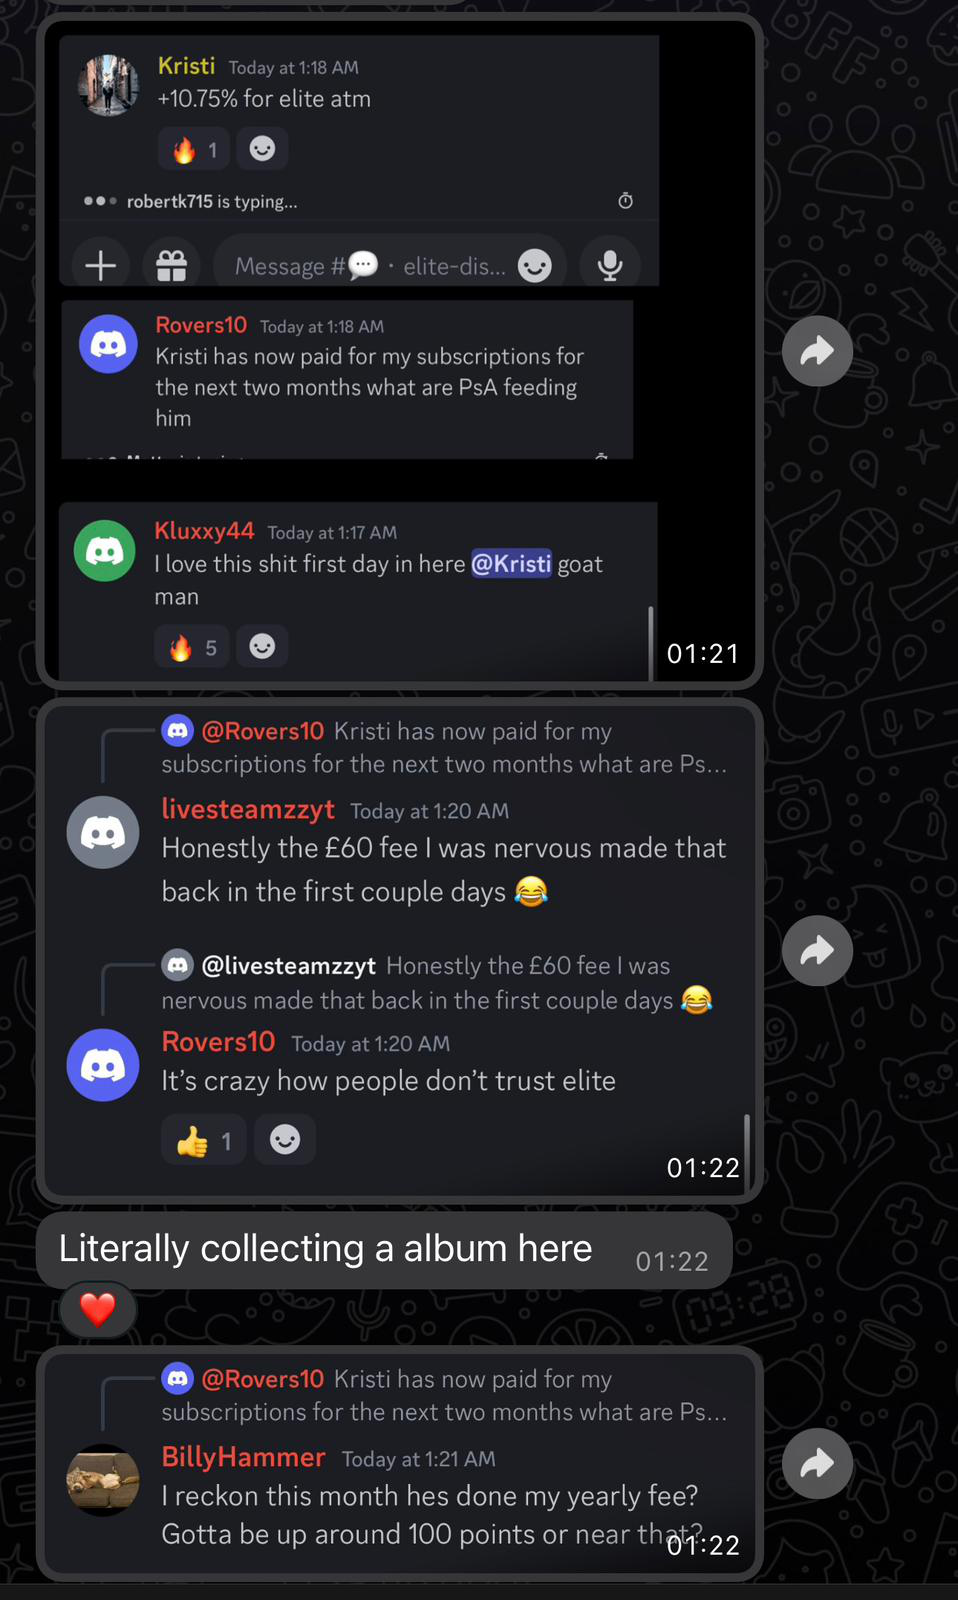 Kristi Today at 1:18 AM
+10.75% for elite atm
🔥 1
robertk715 is typing...
Message #💬 · elite-dis...
Rovers10 Today at 1:18 AM
Kristi has now paid for my subscriptions for
the next two months what are PsA feeding
him
Kluxxy44 Today at 1:17 AM
I love this shit first day in here @Kristi goat
man
🔥 5
01:21
@Rovers10 Kristi has now paid for my
subscriptions for the next two months what are Ps...
livesteamzzyt Today at 1:20 AM
Honestly the £60 fee I was nervous made that
back in the first couple days 😂
@livesteamzzyt Honestly the £60 fee I was
nervous made that back in the first couple days 😂
Rovers10 Today at 1:20 AM
It's crazy how people don't trust elite
👍 1
01:22
Literally collecting a album here 01:22
❤️
@Rovers10 Kristi has now paid for my
subscriptions for the next two months what are Ps...
BillyHammer Today at 1:21 AM
I reckon this month hes done my yearly fee?
Gotta be up around 100 points or near that?
01:22